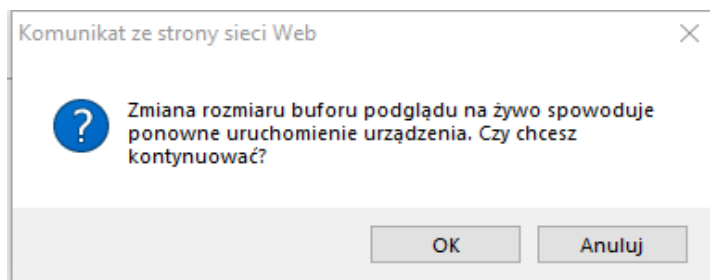 Komunikat ze strony sieci Web
Zmiana rozmiaru buforu podglądu na żywo spowoduje
ponowne uruchomienie urządzenia. Czy chcesz
kontynuować?
OK
Anuluj